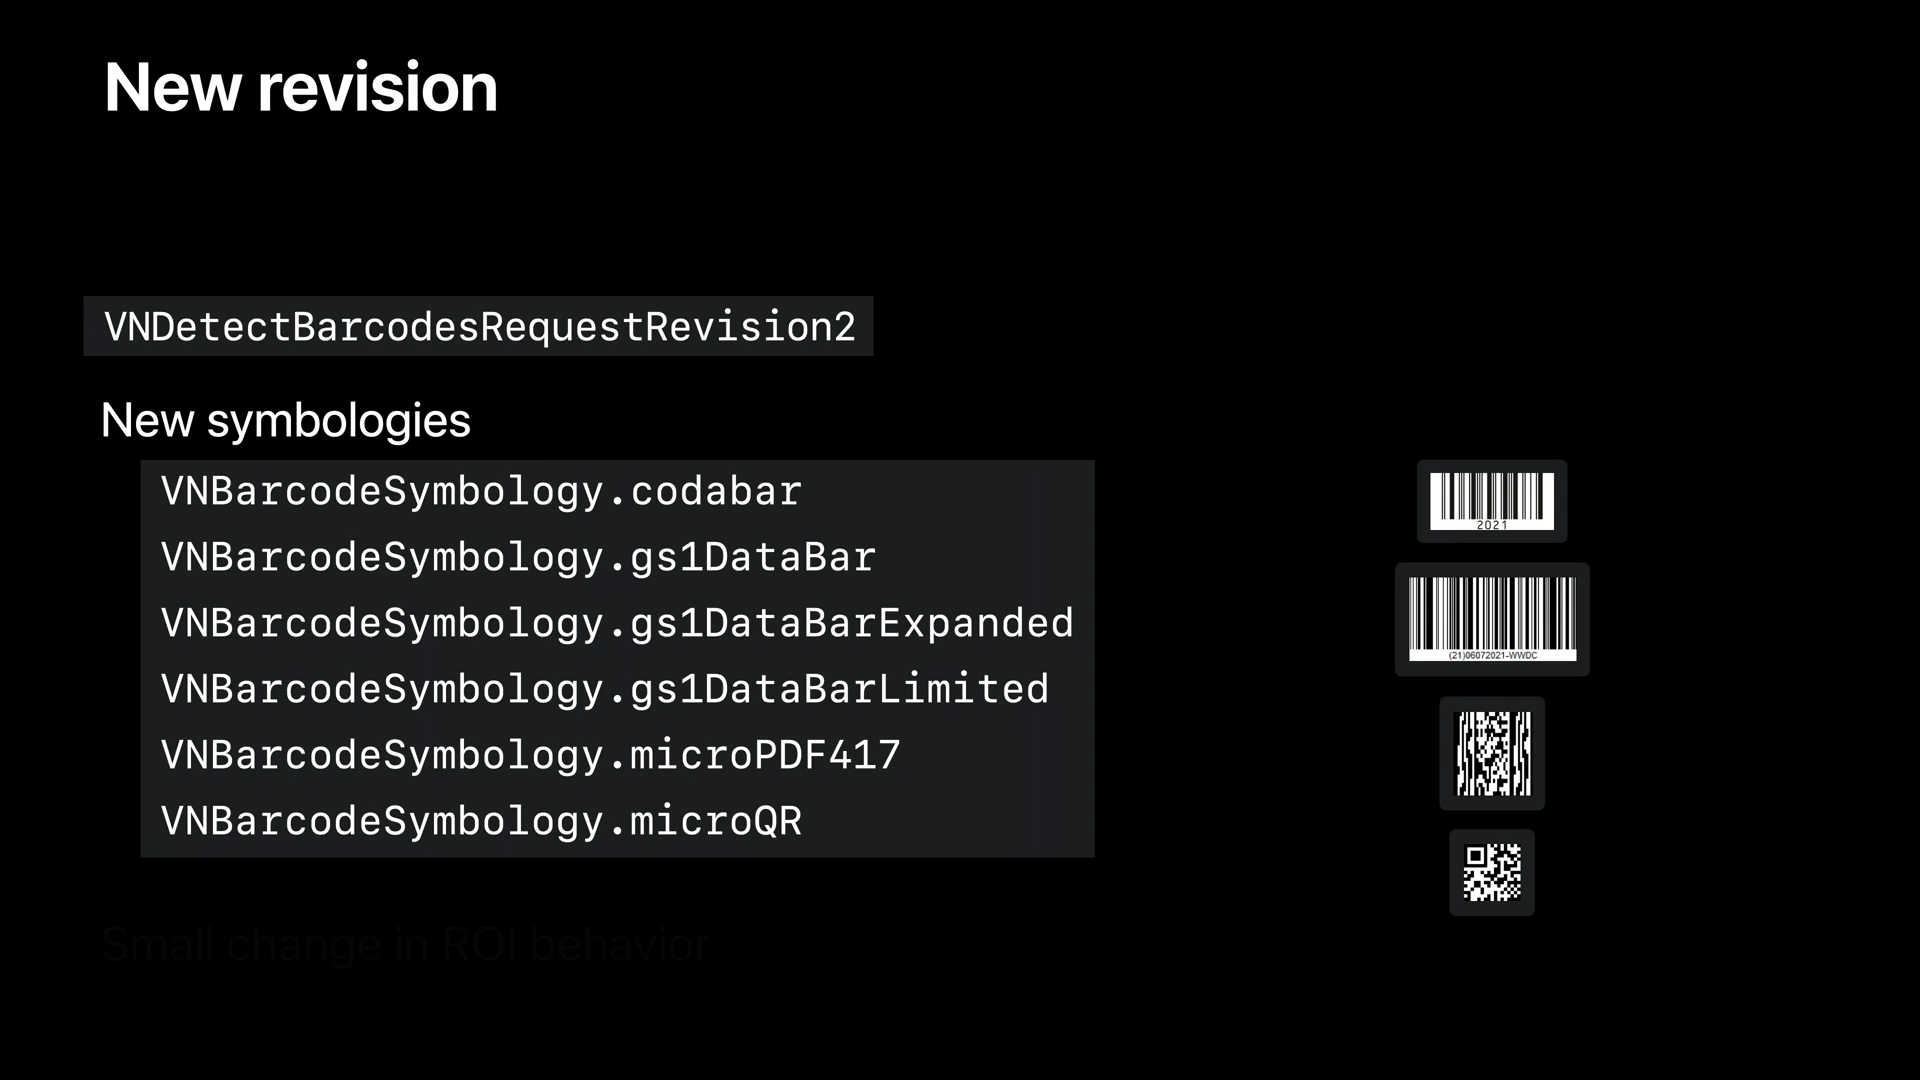 New revision
VNDetectBarcodesRequestRevision2
New symbologies
VNBarcodeSymbology.codabar
VNBarcodeSymbology.gs1DataBar
VNBarcodeSymbology.gs1DataBarExpanded
VNBarcodeSymbology.gs1DataBarLimited
VNBarcodeSymbology.microPDF417
VNBarcodeSymbology.microQR
2021
(21)06072021-WWDC
Small change in ROI behavior